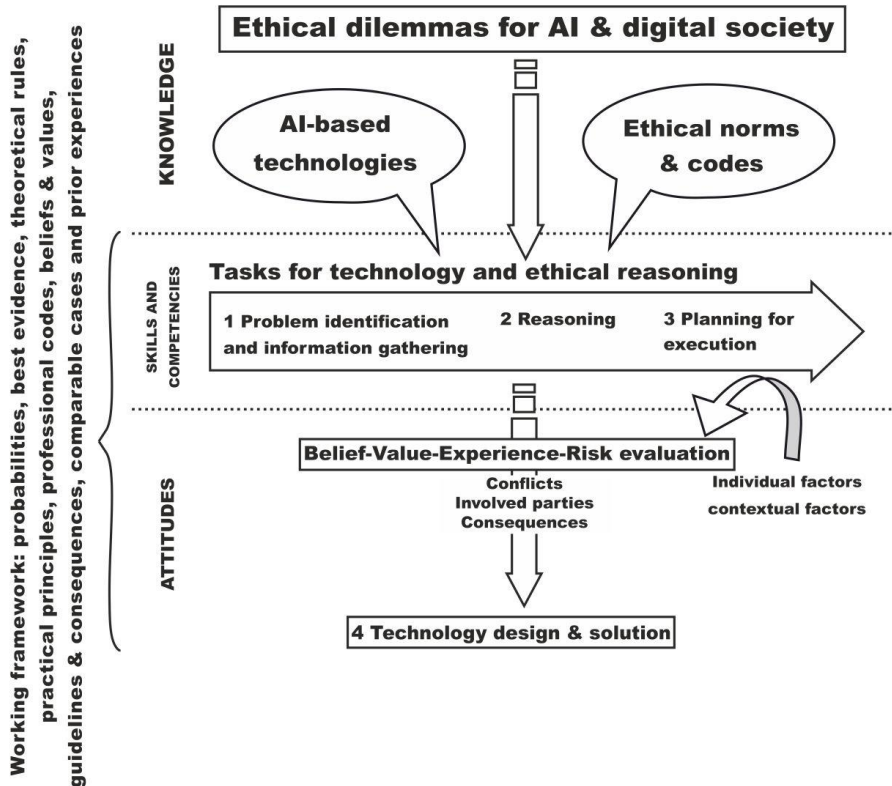 Working framework: probabilities, best evidence, theoretical rules,
practical principles, professional codes, beliefs & values,
guidelines & consequences, comparable cases and prior experiences
KNOWLEDGE
Ethical dilemmas for AI & digital society
AI-based
technologies
Ethical norms
& codes
SKILLS AND
COMPETENCIES
Tasks for technology and ethical reasoning
1 Problem identification
and information gathering
2 Reasoning
3 Planning for
execution
ATTITUDES
Belief-Value-Experience-Risk evaluation
Conflicts
Involved parties
Consequences
Individual factors
contextual factors
4 Technology design & solution